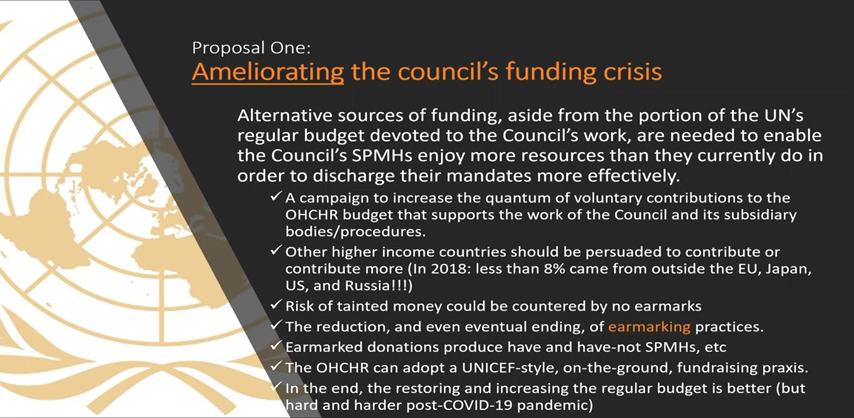 Proposal One:
Ameliorating the council's funding crisis
Alternative sources of funding, aside from the portion of the UN's
regular budget devoted to the Council's work, are needed to enable
the Council's SPMHs enjoy more resources than they currently do in
order to discharge their mandates more effectively.
✓A campaign to increase the quantum of voluntary contributions to the
OHCHR budget that supports the work of the Council and its subsidiary
bodies/procedures.
✓Other higher income countries should be persuaded to contribute or
contribute more (In 2018: less than 8% came from outside the EU, Japan,
US, and Russia!!!)
✓Risk of tainted money could be countered by no earmarks
✓The reduction, and even eventual ending, of earmarking practices.
✓Earmarked donations produce have and have-not SPMHs, etc
✓The OHCHR can adopt a UNICEF-style, on-the-ground, fundraising praxis.
✓In the end, the restoring and increasing the regular budget is better (but
hard and harder post-COVID-19 pandemic)